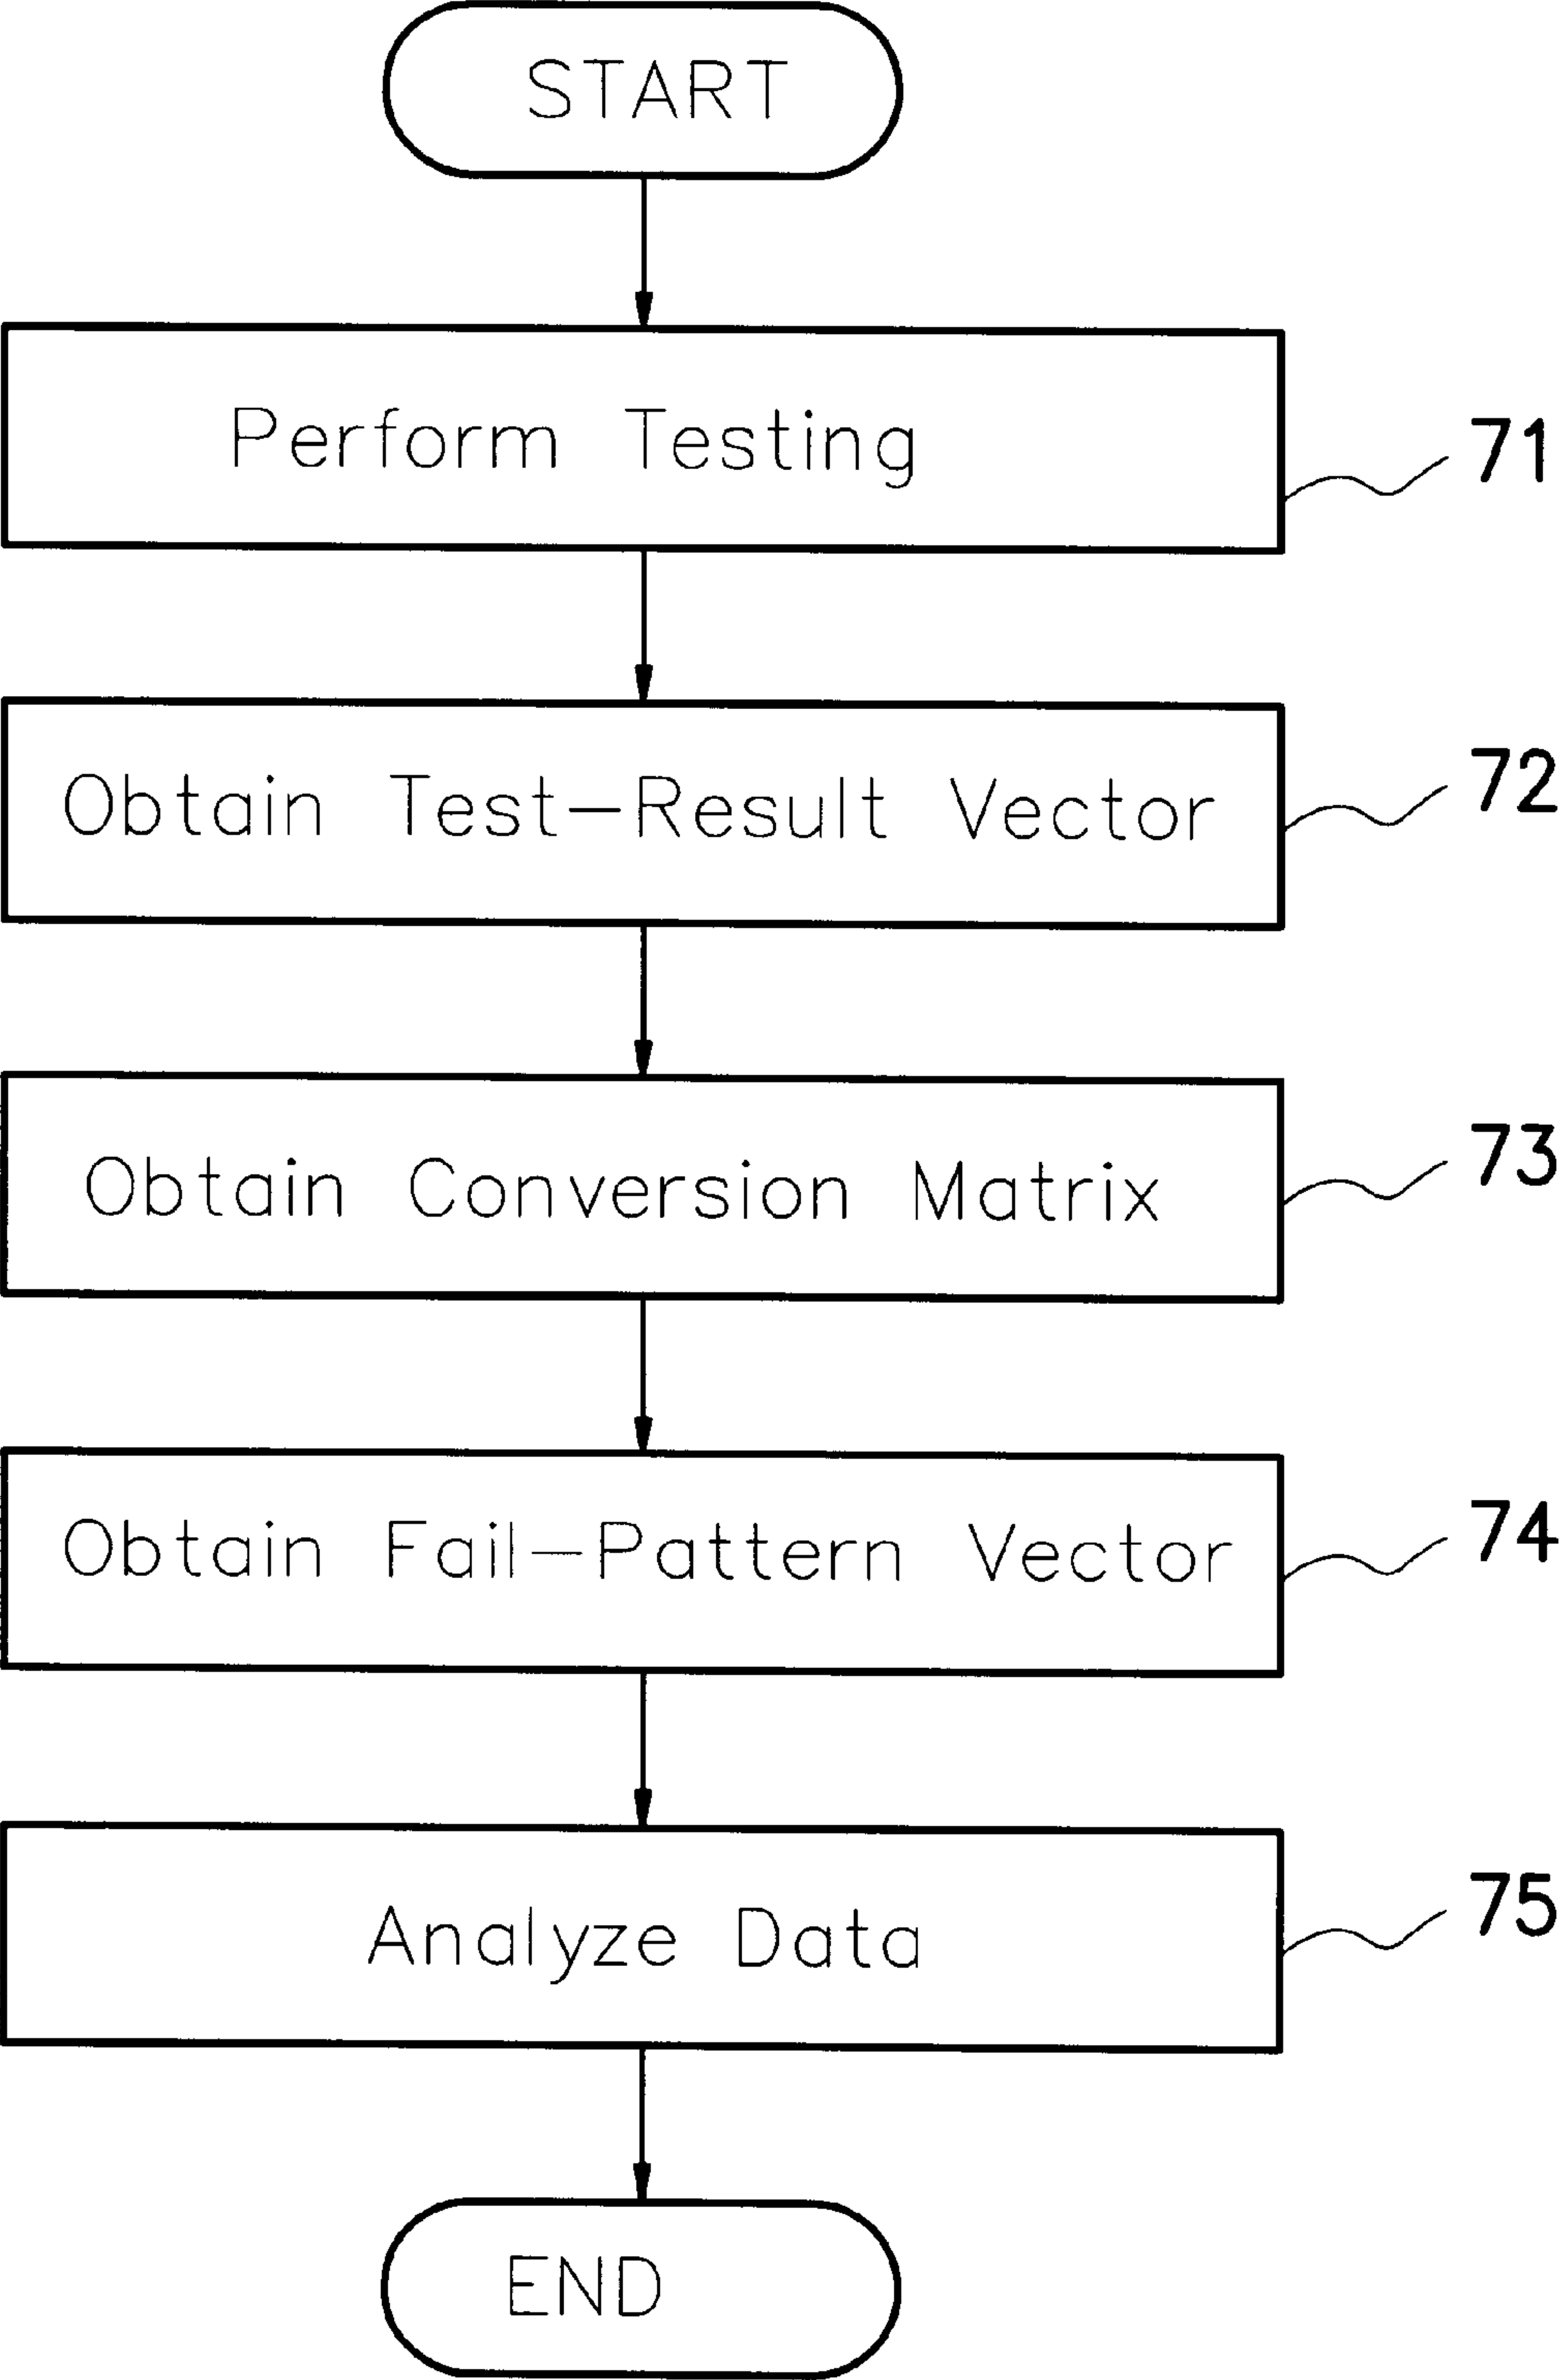 START
Perform Testing
71
Obtain Test-Result Vector
72
Obtain Conversion Matrix
73
Obtain Fail-Pattern Vector
74
Analyze Data
75
END